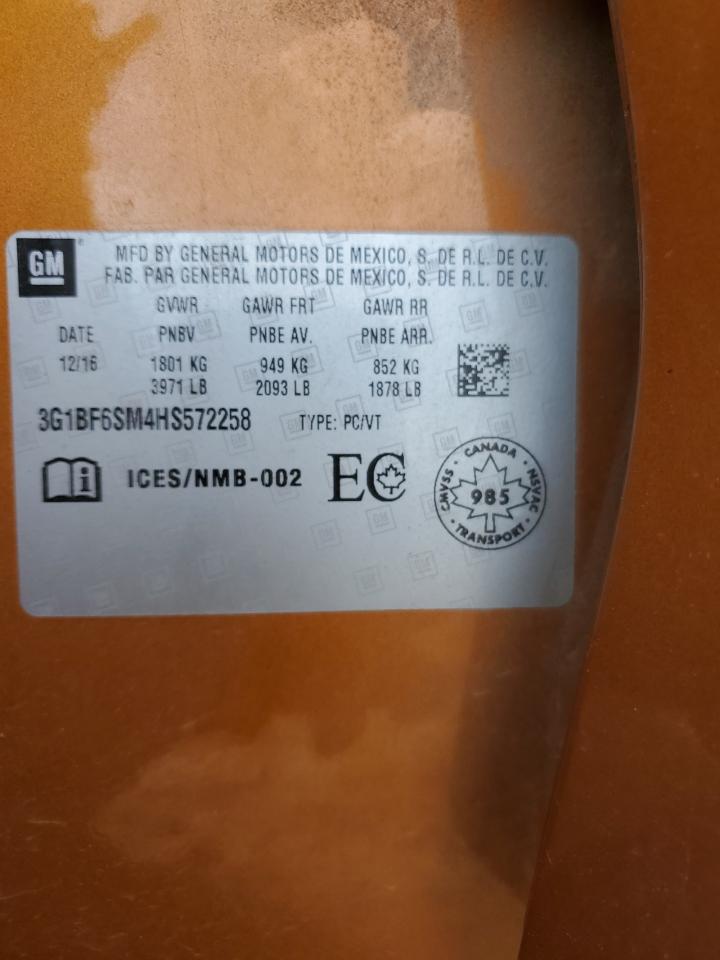 GM
MFD BY GENERAL MOTORS DE MEXICO, S. DE R.L. DE C.V.
FAB. PAR GENERAL MOTORS DE MEXICO, S. DE R.L. DE C.V.
GVWR GAWR FRT GAWR RR
DATE PNBV PNBE AV. PNBE ARR.
12/16 1801 KG 949 KG 852 KG
3971 LB 2093 LB 1878 LB
3G1BF6SM4HS572258 TYPE: PC/VT
i ICES/NMB-002 EC
CANADA
CMVSS 985 NSVAC
TRANSPORT